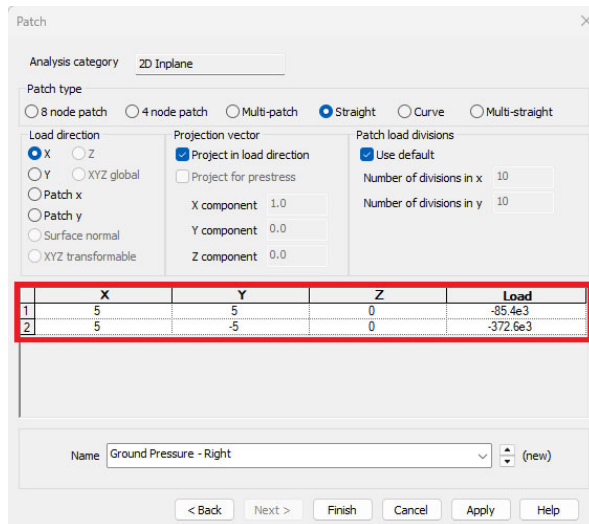 Patch
Analysis category 2D Inplane
Patch type
8 node patch 4 node patch Multi-patch Straight Curve Multi-straight
Load direction Projection vector Patch load divisions
X Z Project in load direction Use default
Y XYZ global Project for prestress Number of divisions in x 10
Patch x X component 1.0 Number of divisions in y 10
Patch y Y component 0.0
Surface normal
XYZ transformable Z component 0.0
X Y Z Load
1 5 5 0 -85.4e3
2 5 -5 0 -372.6e3
Name Ground Pressure - Right (new)
< Back Next > Finish Cancel Apply Help